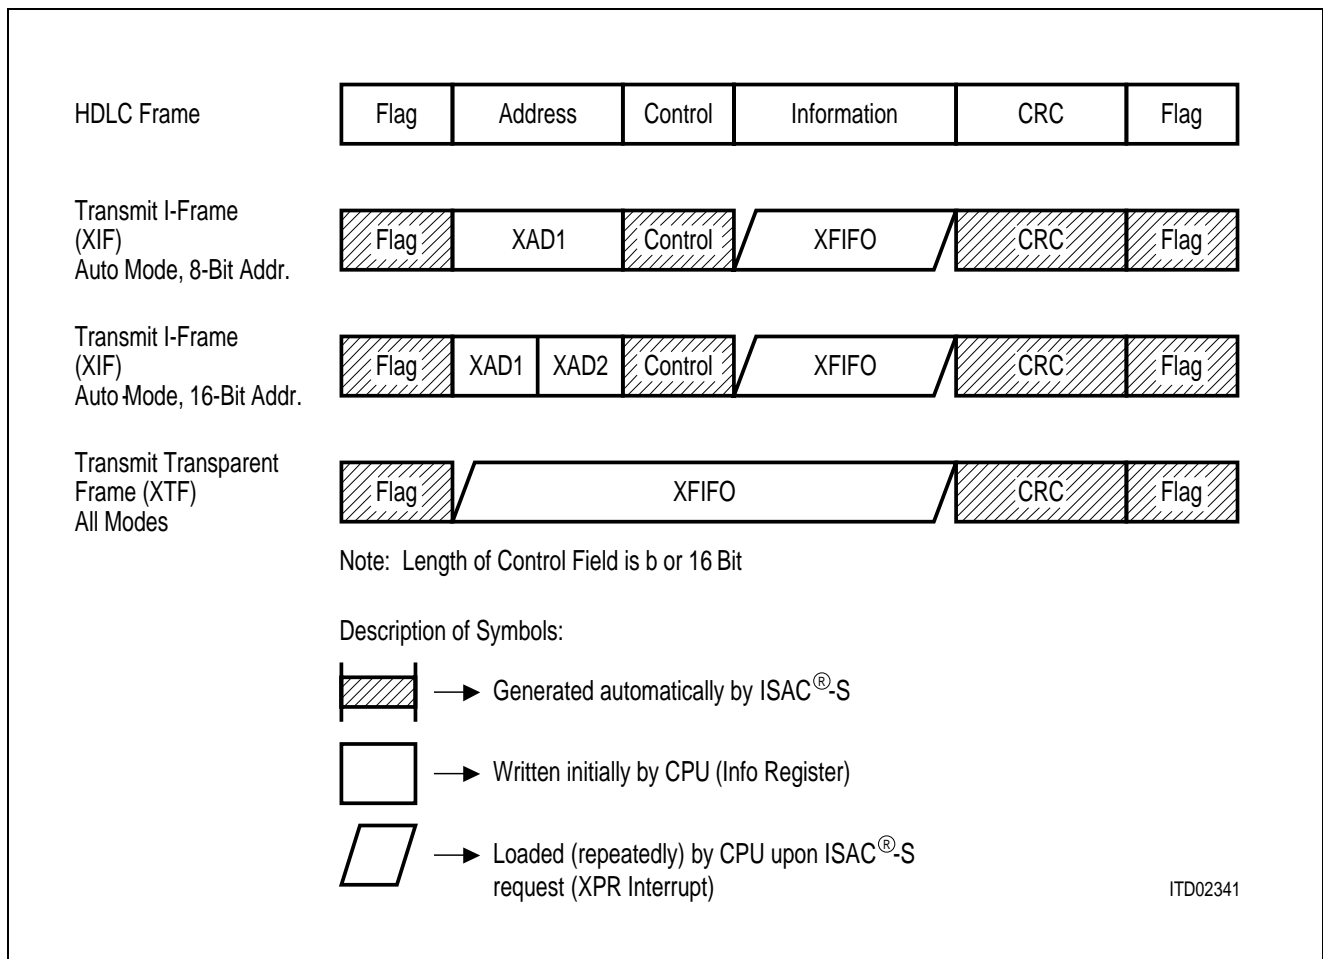 HDLC Frame Flag Address Control Information CRC Flag
Transmit I-Frame
(XIF) Flag XAD1 Control XFIFO CRC Flag
Auto Mode, 8-Bit Addr.
Transmit I-Frame
(XIF) Flag XAD1 XAD2 Control XFIFO CRC Flag
Auto-Mode, 16-Bit Addr.
Transmit Transparent
Frame (XTF) Flag XFIFO CRC Flag
All Modes
Note: Length of Control Field is b or 16 Bit
Description of Symbols:
Generated automatically by ISAC®-S
Written initially by CPU (Info Register)
Loaded (repeatedly) by CPU upon ISAC®-S
request (XPR Interrupt)
ITD02341